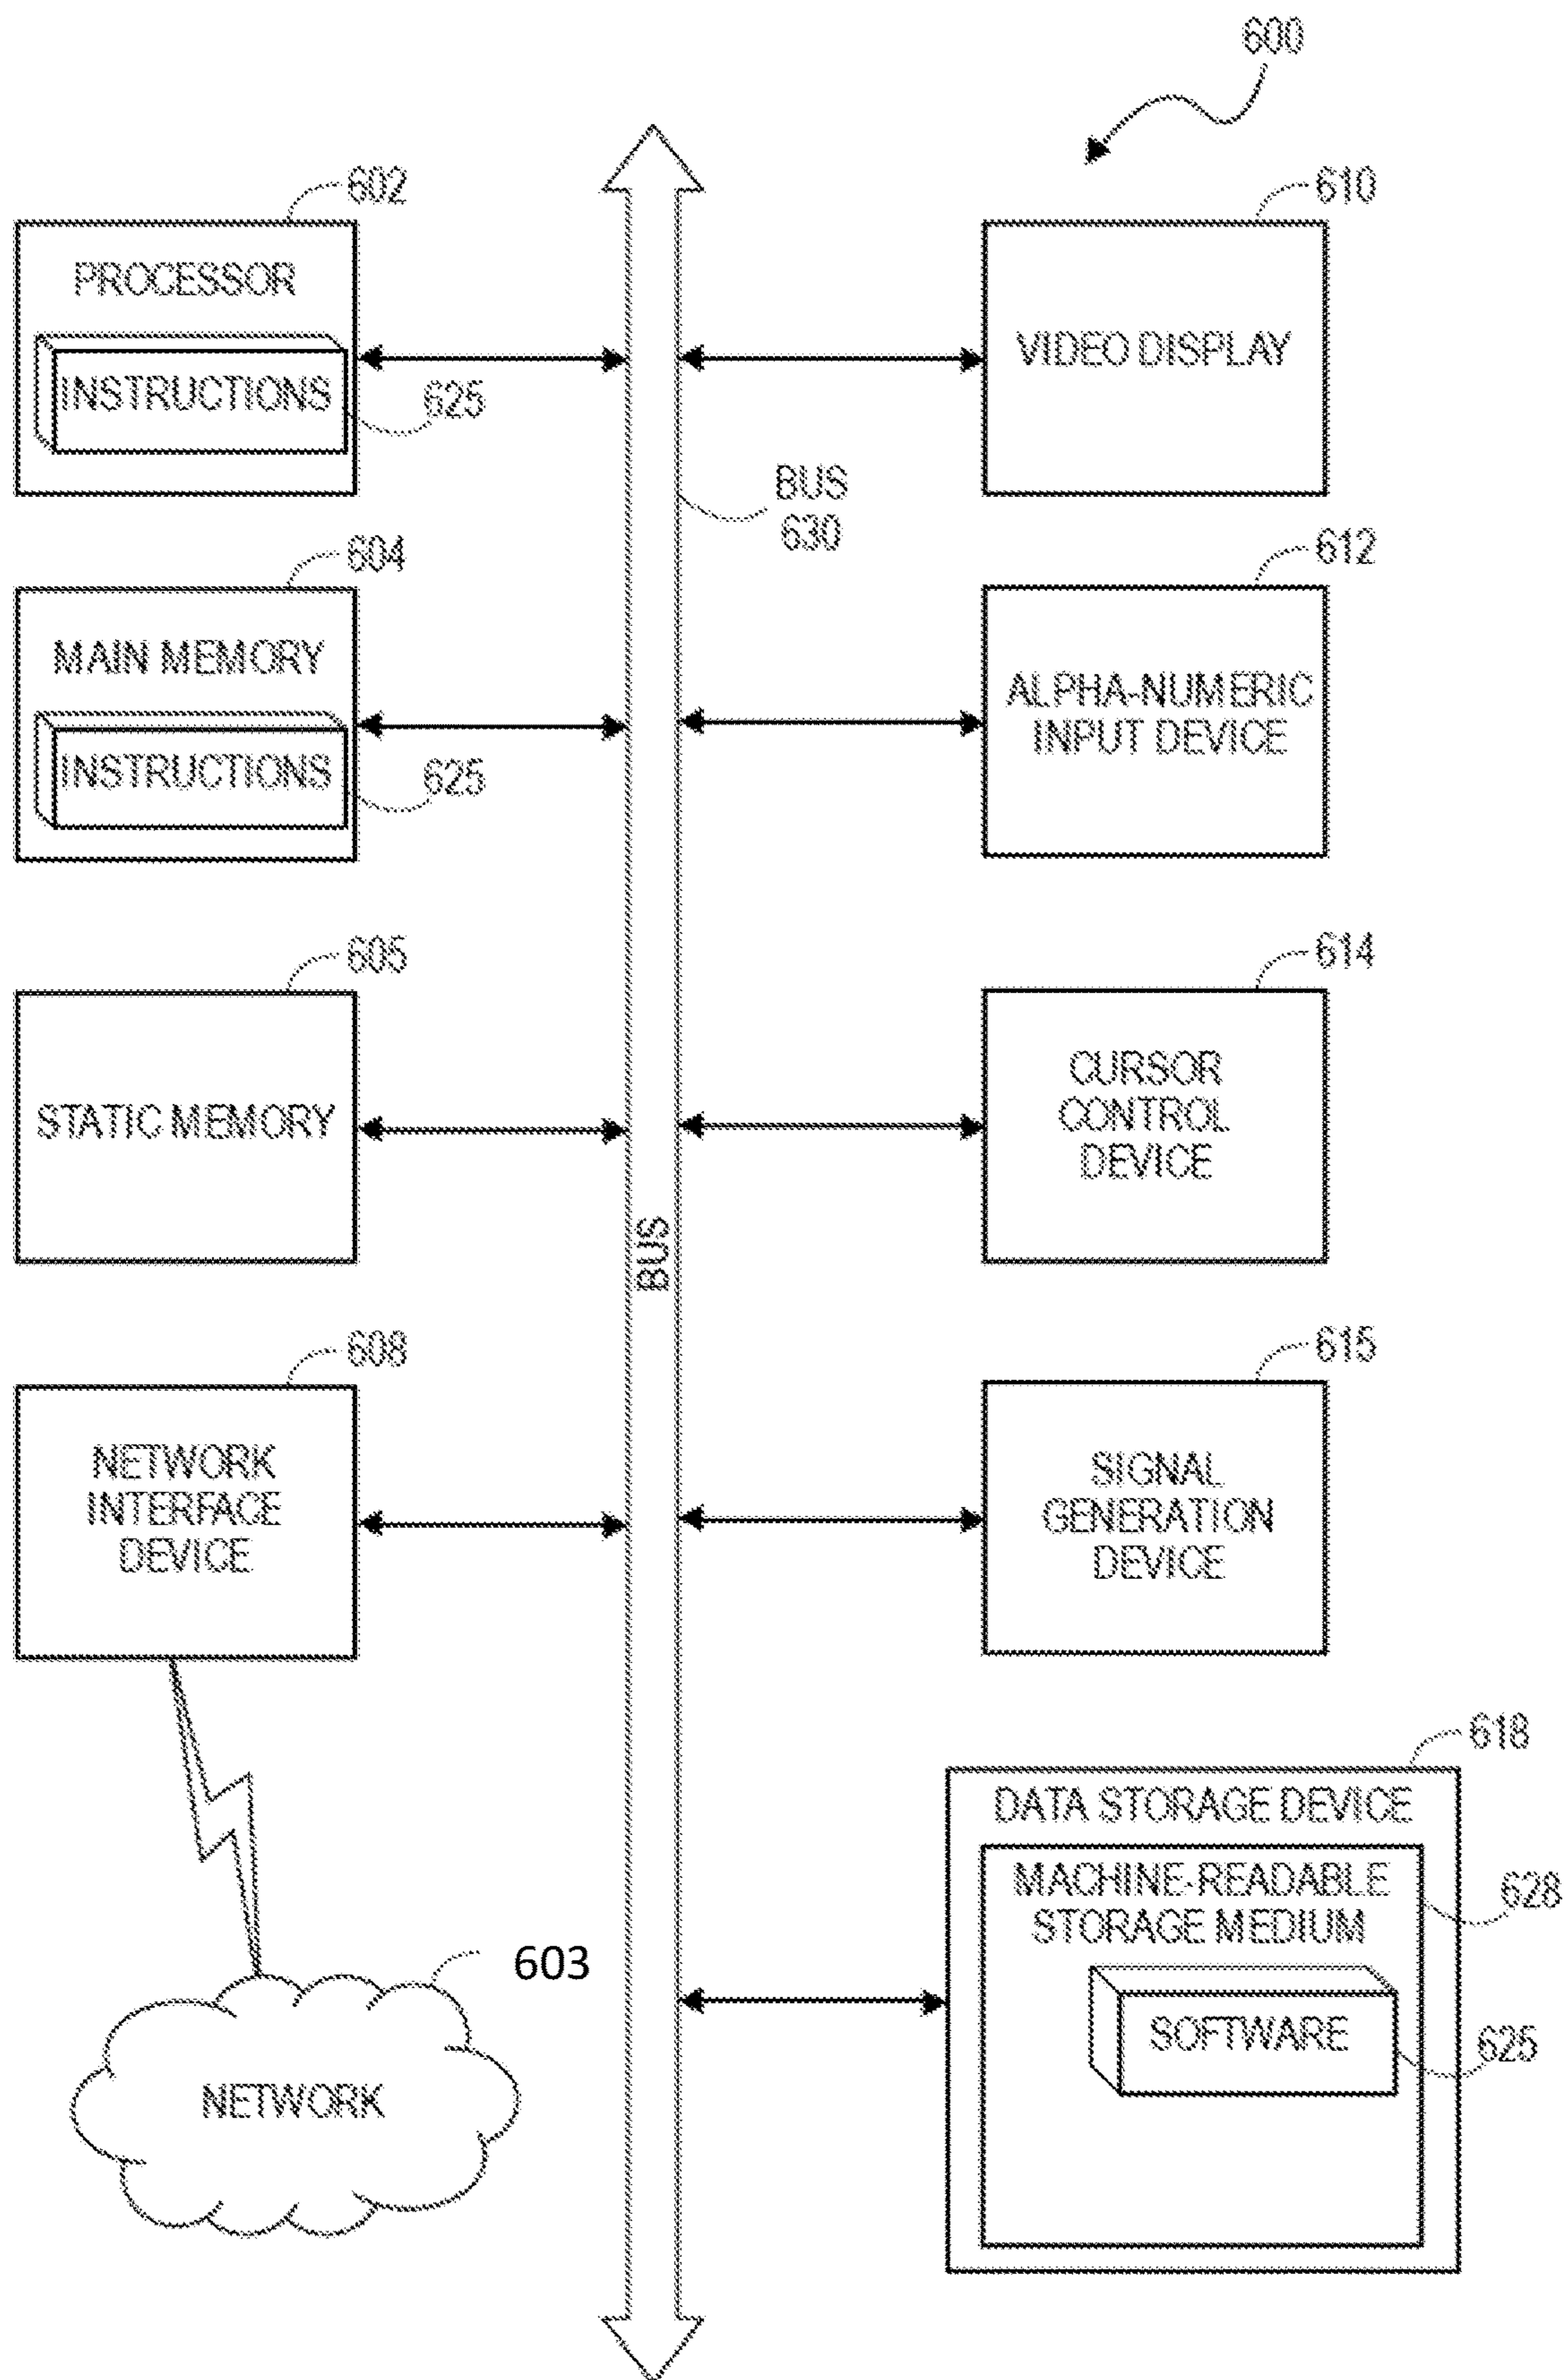 600
602
PROCESSOR
INSTRUCTIONS
625
604
MAIN MEMORY
INSTRUCTIONS
625
605
STATIC MEMORY
608
NETWORK
INTERFACE
DEVICE
603
NETWORK
BUS
630
BUS
610
VIDEO DISPLAY
612
ALPHA-NUMERIC
INPUT DEVICE
614
CURSOR
CONTROL
DEVICE
615
SIGNAL
GENERATION
DEVICE
618
DATA STORAGE DEVICE
MACHINE-READABLE
STORAGE MEDIUM
628
SOFTWARE
625